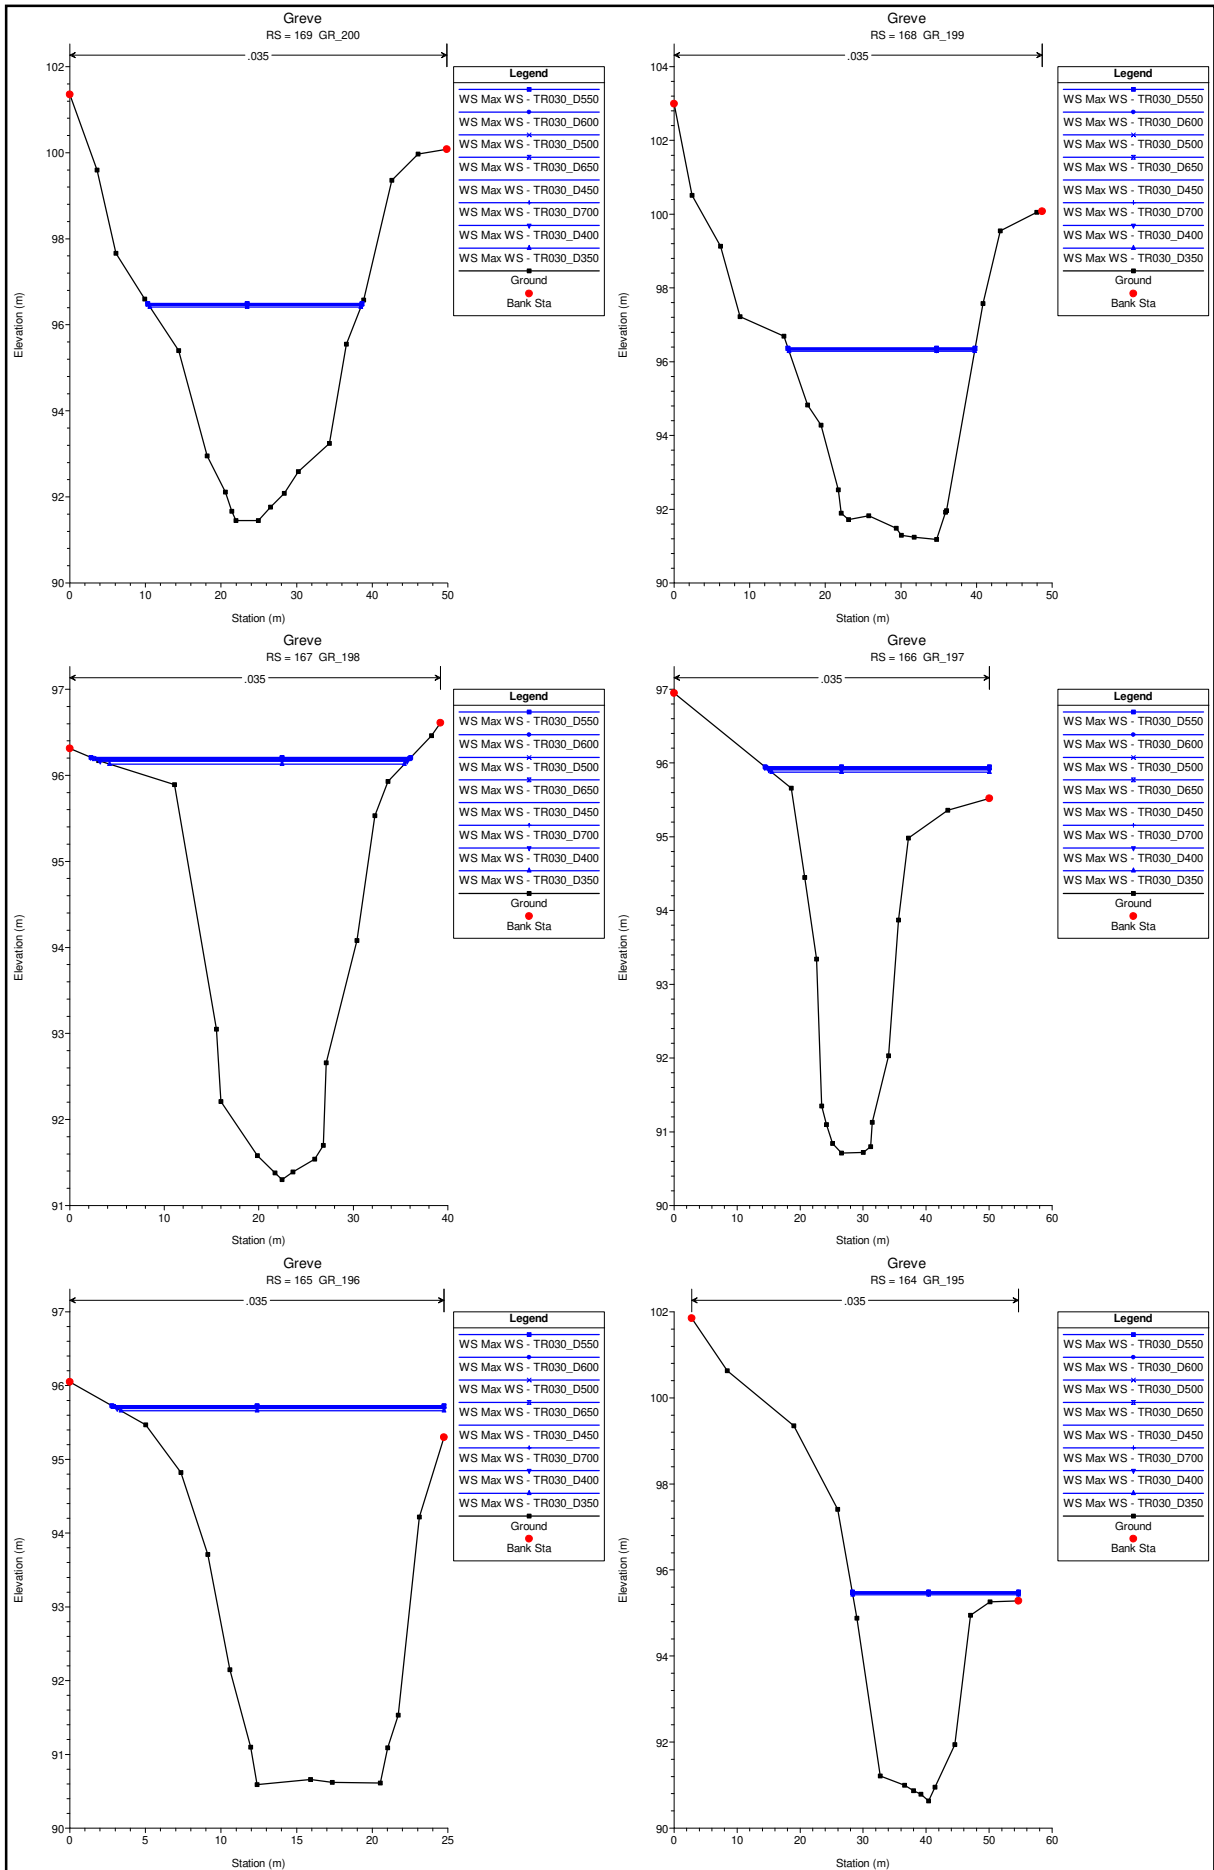 Greve
RS = 169 GR_200
.035
Legend
WS Max WS - TR030_D550
WS Max WS - TR030_D600
WS Max WS - TR030_D500
WS Max WS - TR030_D650
WS Max WS - TR030_D450
WS Max WS - TR030_D700
WS Max WS - TR030_D400
WS Max WS - TR030_D350
Ground
Bank Sta
102
100
98
96
94
92
90
Elevation (m)
0 10 20 30 40 50
Station (m)
Greve
RS = 168 GR_199
.035
Legend
WS Max WS - TR030_D550
WS Max WS - TR030_D600
WS Max WS - TR030_D500
WS Max WS - TR030_D650
WS Max WS - TR030_D450
WS Max WS - TR030_D700
WS Max WS - TR030_D400
WS Max WS - TR030_D350
Ground
Bank Sta
104
102
100
98
96
94
92
90
Elevation (m)
0 10 20 30 40 50
Station (m)
Greve
RS = 167 GR_198
.035
Legend
WS Max WS - TR030_D550
WS Max WS - TR030_D600
WS Max WS - TR030_D500
WS Max WS - TR030_D650
WS Max WS - TR030_D450
WS Max WS - TR030_D700
WS Max WS - TR030_D400
WS Max WS - TR030_D350
Ground
Bank Sta
97
96
95
94
93
92
91
Elevation (m)
0 10 20 30 40
Station (m)
Greve
RS = 166 GR_197
.035
Legend
WS Max WS - TR030_D550
WS Max WS - TR030_D600
WS Max WS - TR030_D500
WS Max WS - TR030_D650
WS Max WS - TR030_D450
WS Max WS - TR030_D700
WS Max WS - TR030_D400
WS Max WS - TR030_D350
Ground
Bank Sta
97
96
95
94
93
92
91
90
Elevation (m)
0 10 20 30 40 50 60
Station (m)
Greve
RS = 165 GR_196
.035
Legend
WS Max WS - TR030_D550
WS Max WS - TR030_D600
WS Max WS - TR030_D500
WS Max WS - TR030_D650
WS Max WS - TR030_D450
WS Max WS - TR030_D700
WS Max WS - TR030_D400
WS Max WS - TR030_D350
Ground
Bank Sta
97
96
95
94
93
92
91
90
Elevation (m)
0 5 10 15 20 25
Station (m)
Greve
RS = 164 GR_195
.035
Legend
WS Max WS - TR030_D550
WS Max WS - TR030_D600
WS Max WS - TR030_D500
WS Max WS - TR030_D650
WS Max WS - TR030_D450
WS Max WS - TR030_D700
WS Max WS - TR030_D400
WS Max WS - TR030_D350
Ground
Bank Sta
102
100
98
96
94
92
90
Elevation (m)
0 10 20 30 40 50 60
Station (m)